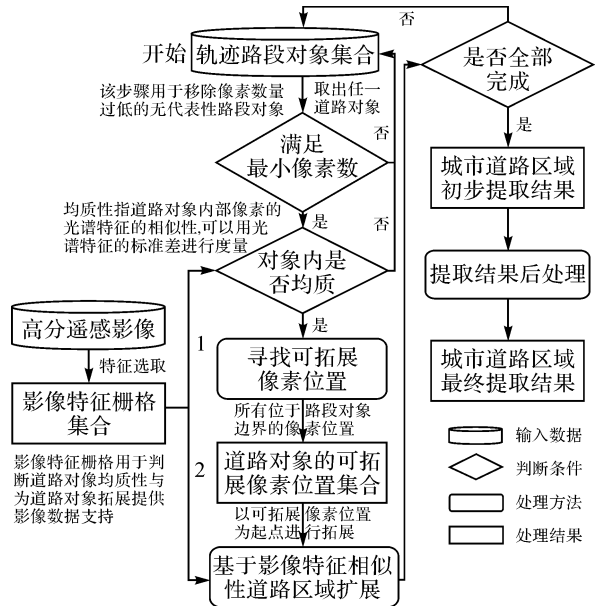 否
开始
轨迹路段对象集合
是否全部
完成
该步骤用于移除像素数量
过低的无代表性路段对象
取出任一
道路对象
否
是
满足
最小像素数
城市道路区域
初步提取结果
均质性指道路对象内部像素的
光谱特征的相似性,可以用光
谱特征的标准差进行度量
是
否
对象内是
否均质
提取结果后处理
高分遥感影像
是
1
特征选取
寻找可拓展
像素位置
城市道路区域
最终提取结果
影像特征栅格
集合
所有位于路段对象
边界的像素位置
输入数据
影像特征栅格用于判
断道路对像均质性与
为道路对象拓展提供
影像数据支持
2
道路对象的可拓
展像素位置集合
判断条件
以可拓展像素位置
为起点进行拓展
处理方法
基于影像特征相似
性道路区域扩展
处理结果